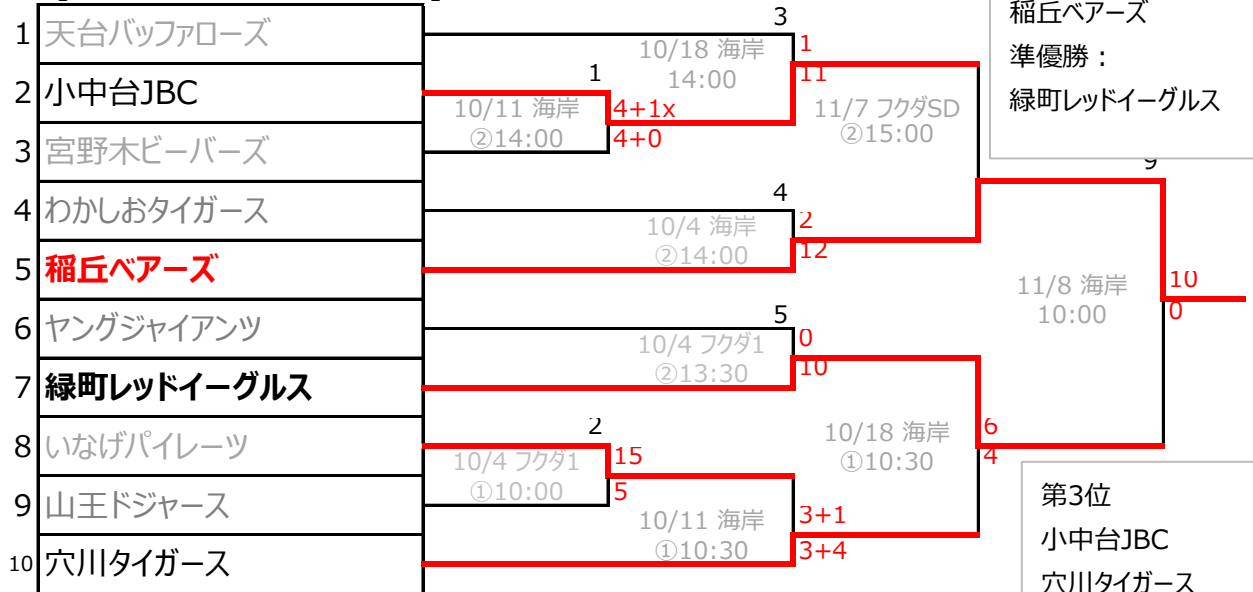 稲丘ベアーズ
準優勝：
緑町レッドイーグルス
1 天台バッファローズ
2 小中台JBC
3 宮野木ビーバーズ
4 わかしおタイガース
5 稲丘ベアーズ
6 ヤングジャイアンツ
7 緑町レッドイーグルス
8 いなげパイレーツ
9 山王ドジャース
10 穴川タイガース
3
10/18 海岸
14:00
1
11
1
10/11 海岸
②14:00
4+1x
4+0
11/7 フクダSD
②15:00
4
10/4 海岸
②14:00
2
12
9
11/8 海岸
10:00
10
0
5
10/4 フクダ1
②13:30
0
10
2
10/4 フクダ1
①10:00
15
5
10/18 海岸
①10:30
6
4
10/11 海岸
①10:30
3+1
3+4
第3位
小中台JBC
穴川タイガース